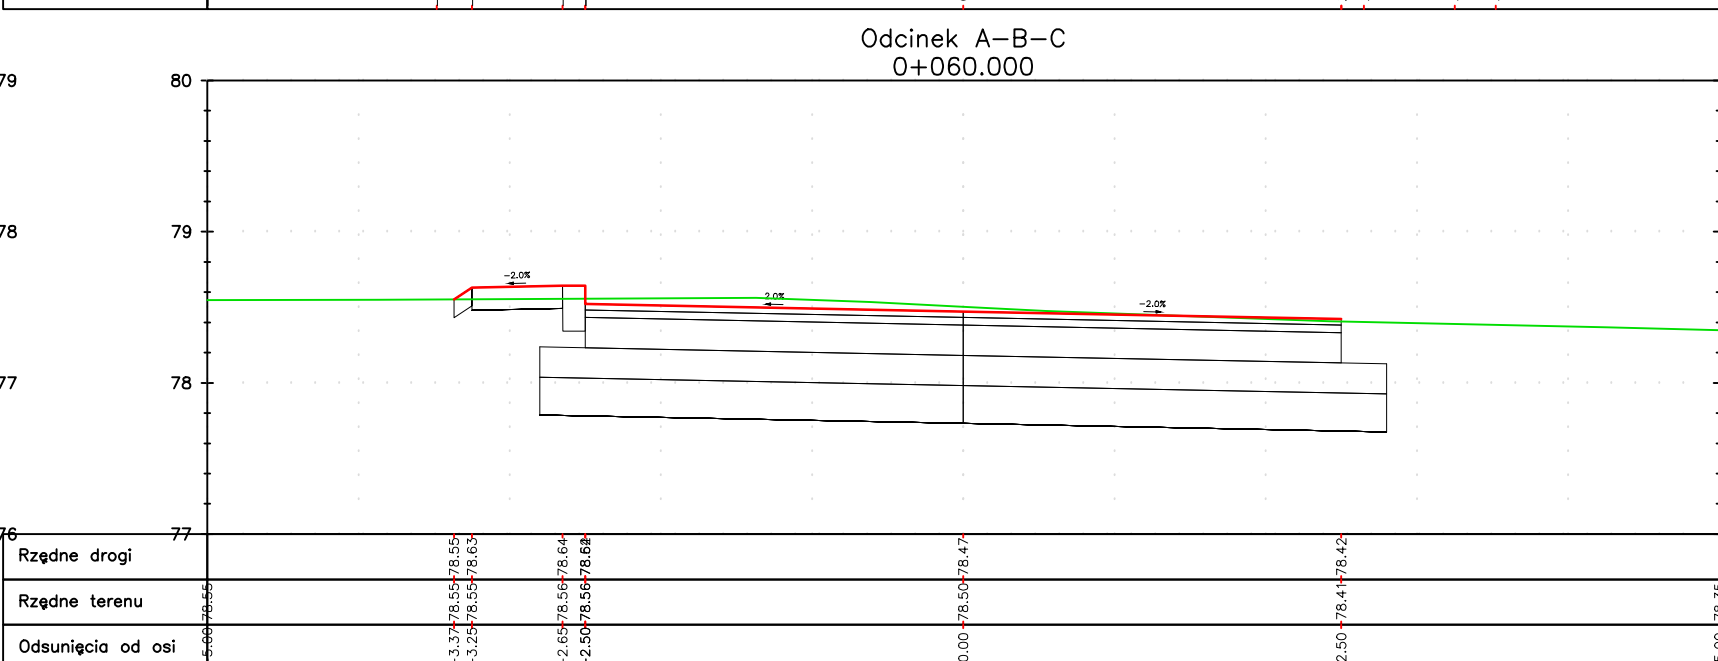 Odcinek A-B-C
0+060.000
79 80
78 79
77 78
76 77
-2.0%
2.0%
-2.0%
Rzędne drogi 78.55 78.63 78.64 78.47 78.42
Rzędne terenu 78.55 78.55 78.55 78.56 78.56 78.50 78.41 78.35
Odsunięcia od osi -3.37 -3.25 -2.65 -2.50 0.00 2.50